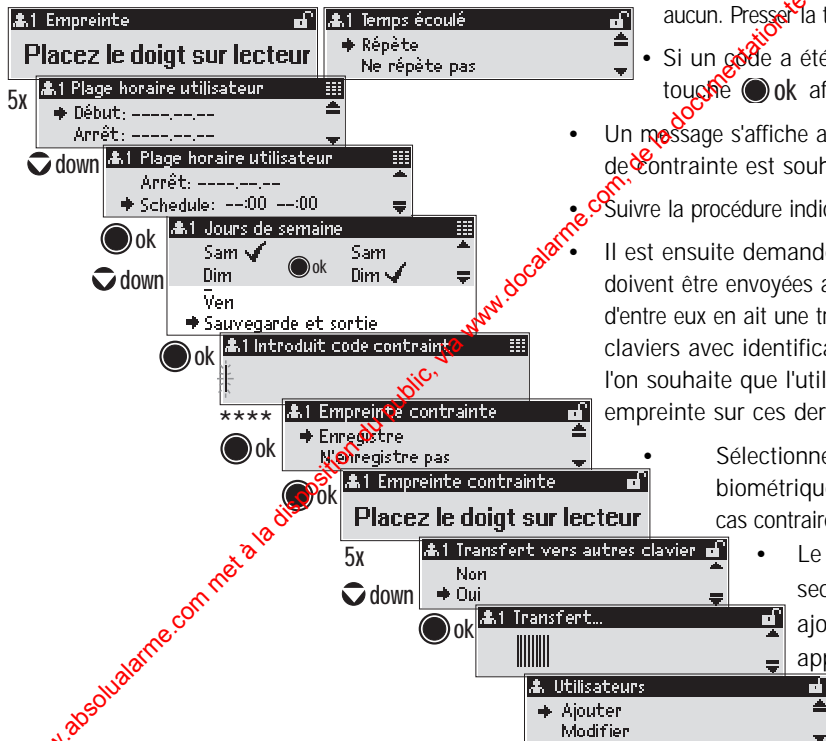 1 Empreinte
Placez le doigt sur lecteur
1 Temps écoulé
Répète
Ne répète pas
5x
1 Plage horaire utilisateur
Début: ----.--.--
Arrêt: ----.--.--
down
1 Plage horaire utilisateur
Arrêt: ----.--.--
Schedule: --:00 --:00
ok
down
1 Jours de semaine
Sam ✓ Sam
Dim ok Dim ✓
Ven
Sauvegarde et sortie
ok
1 Introduit code contrainte
****
ok
1 Empreinte contrainte
Enregistre
N'enregistre pas
ok
1 Empreinte contrainte
Placez le doigt sur lecteur
5x
down
1 Transfert vers autres clavier
Non
Oui
ok
1 Transfert...
Utilisateurs
Ajouter
Modifier
aucun. Presser la t
• Si un code a été
touche ok af
• Un message s'affiche a
de contrainte est souh
• Suivre la procédure indic
• Il est ensuite demand
doivent être envoyées a
d'entre eux en ait une tr
claviers avec identifica
l'on souhaite que l'util
empreinte sur ces der
• Sélectionne
biométrique
cas contraire
• Le
sec
ajo
app
w.absolualarme.com met à la disposition du public, via www.docalarme.com, de la documentation te